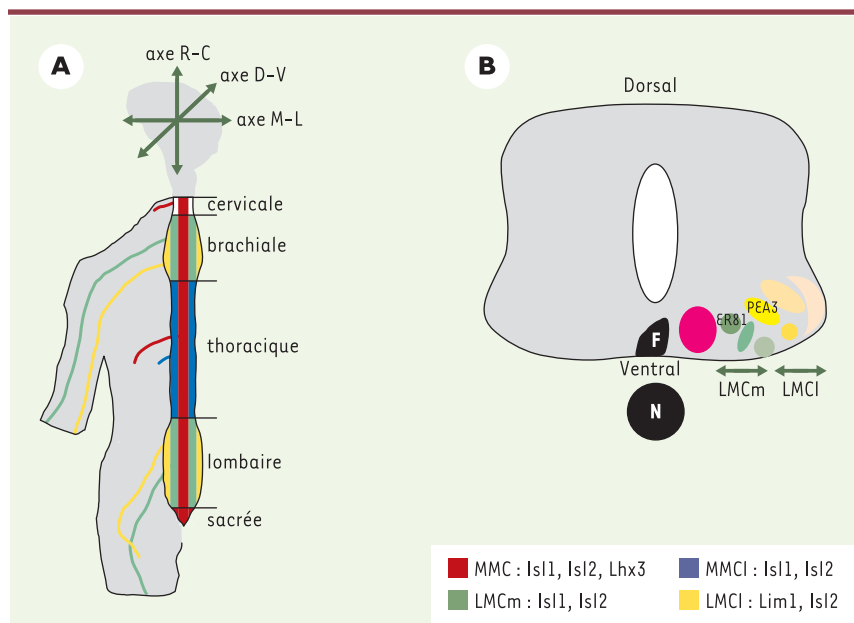 A
axe R-C
axe D-V
axe M-L
cervicale
brachiale
thoracique
lombaire
sacrée
B
Dorsal
PEA3
ER81
F
Ventral
LMCm
LMCl
N
MMC : Isl1, Isl2, Lhx3
MMCl : Isl1, Isl2
LMCm : Isl1, Isl2
LMCl : Lim1, Isl2